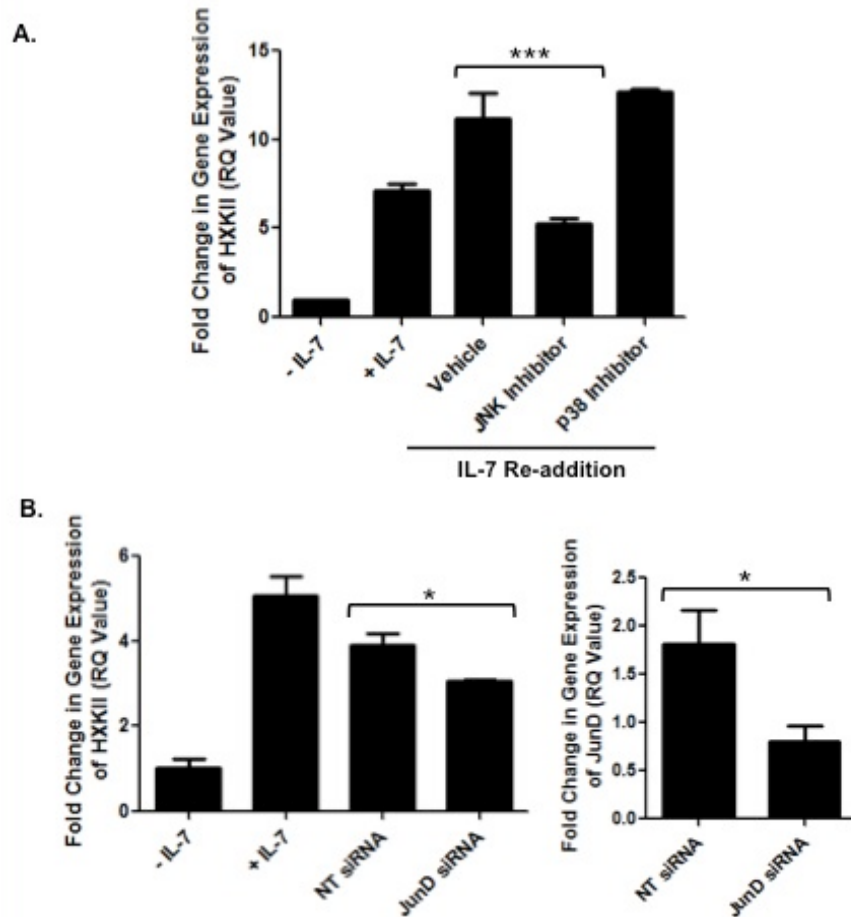 A.
Fold Change in Gene Expression
of HXKII (RQ Value)
15
10
5
0
***
- IL-7
+ IL-7
Vehicle
JNK Inhibitor
p38 Inhibitor
IL-7 Re-addition
B.
Fold Change in Gene Expression
of HXKII (RQ Value)
6
4
2
0
*
- IL-7
+ IL-7
NT siRNA
JunD siRNA
Fold Change in Gene Expression
of JunD (RQ Value)
2.5
2.0
1.5
1.0
0.5
0.0
*
NT siRNA
JunD siRNA